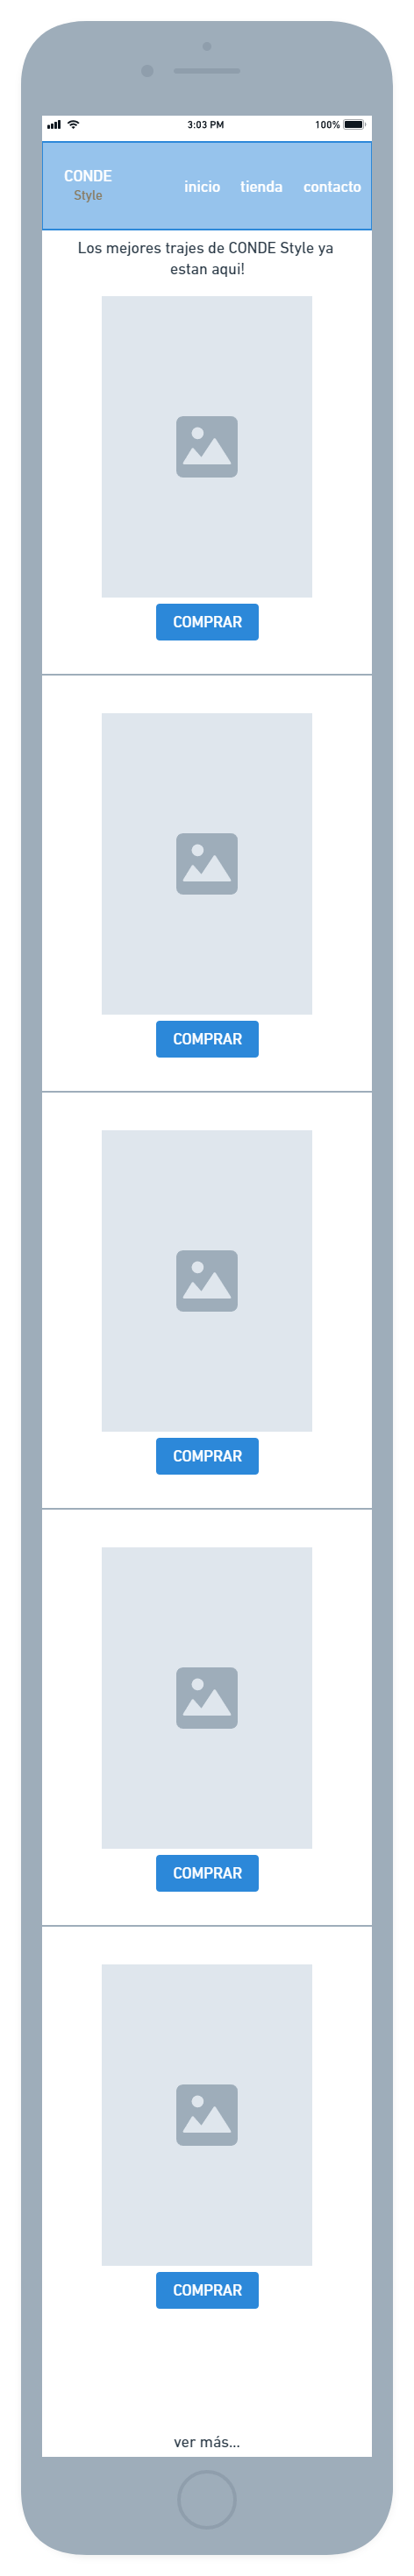 3:03 PM 100%
CONDE
Style
inicio tienda contacto
Los mejores trajes de CONDE Style ya
estan aqui!
COMPRAR
COMPRAR
COMPRAR
COMPRAR
COMPRAR
ver más...